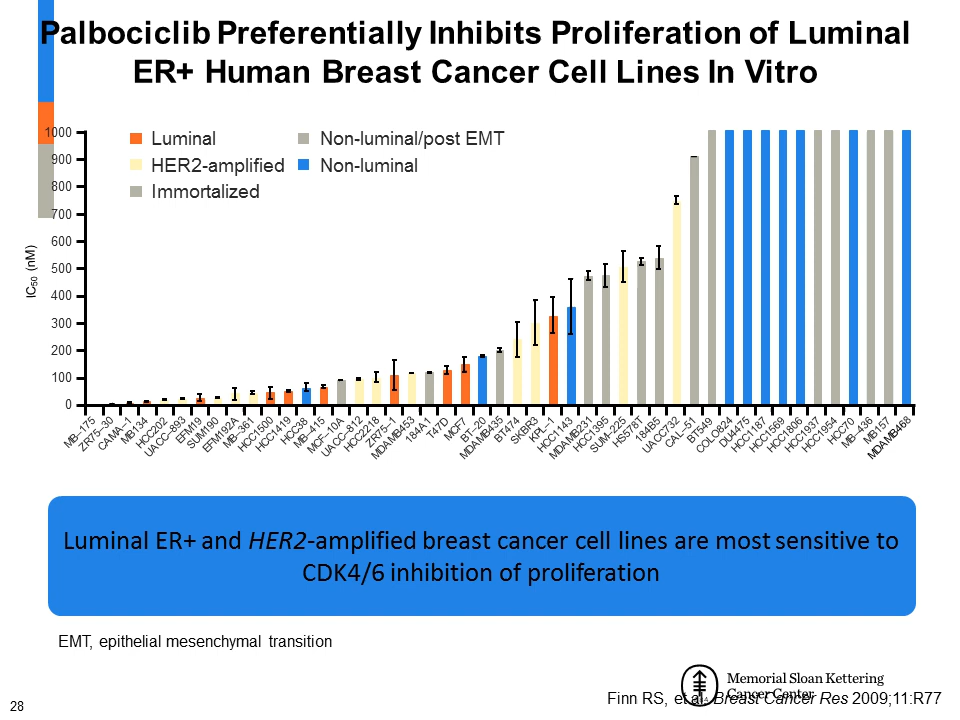 Palbociclib Preferentially Inhibits Proliferation of Luminal
ER+ Human Breast Cancer Cell Lines In Vitro
Luminal
HER2-amplified
Immortalized
Non-luminal/post EMT
Non-luminal
IC50 (nM)
1000
900
800
700
600
500
400
300
200
100
0
MB–175
ZR75–30
CAMA–1
MB134
HCC202
UACC–893
EFM19
SUM190
EFM192A
MB–361
HCC1500
HCC1419
HCC38
MB–415
MCF–10A
UACC–812
HCC2218
ZR75–1
MDAMB453
184A1
T47D
MCF7
BT–20
MDAMB435
BT474
SKBR3
KPL–1
HCC1143
MDAMB231
HCC1395
SUM–225
HS578T
184B5
UACC732
CAL–51
BT549
COLO824
DU4475
HCC1187
HCC1569
HCC1806
HCC1937
HCC1954
HCC70
MB–436
MB157
MDAMB468
Luminal ER+ and HER2-amplified breast cancer cell lines are most sensitive to
CDK4/6 inhibition of proliferation
EMT, epithelial mesenchymal transition
Memorial Sloan Kettering
Cancer Center
Finn RS, et al. Breast Cancer Res 2009;11:R77
28